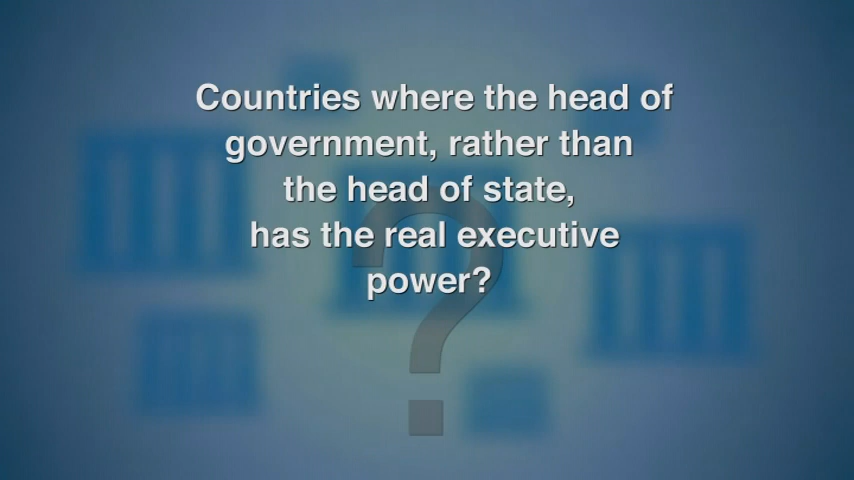 Countries where the head of
government, rather than
the head of state,
has the real executive
power?
?